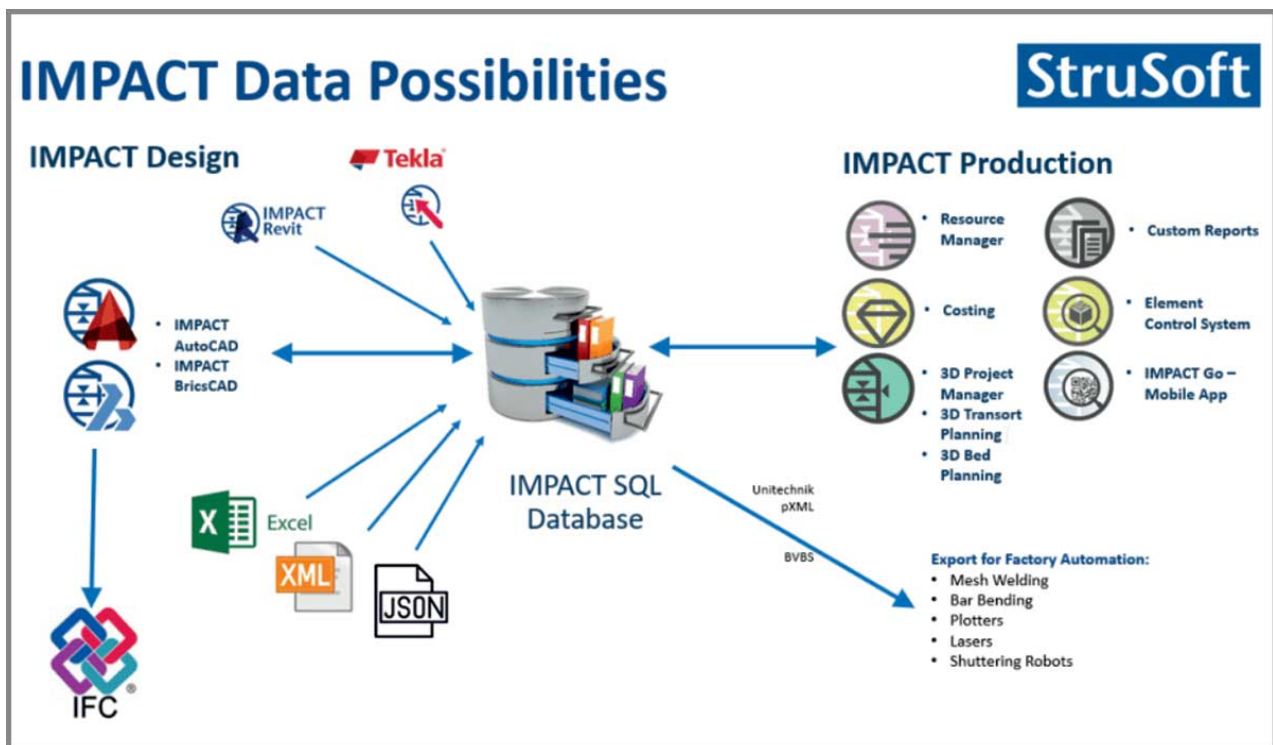 IMPACT Data Possibilities
StruSoft
IMPACT Design
Tekla®
IMPACT
Revit
• IMPACT
AutoCAD
• IMPACT
BricsCAD
IMPACT Production
• Resource
Manager
• Custom Reports
• Costing
• Element
Control System
• 3D Project
Manager
• 3D Transort
Planning
• 3D Bed
Planning
• IMPACT Go –
Mobile App
IMPACT SQL
Database
X
Excel
XML
JSON
IFC
®
Unitechnik
pXML
BVBS
Export for Factory Automation:
• Mesh Welding
• Bar Bending
• Plotters
• Lasers
• Shuttering Robots